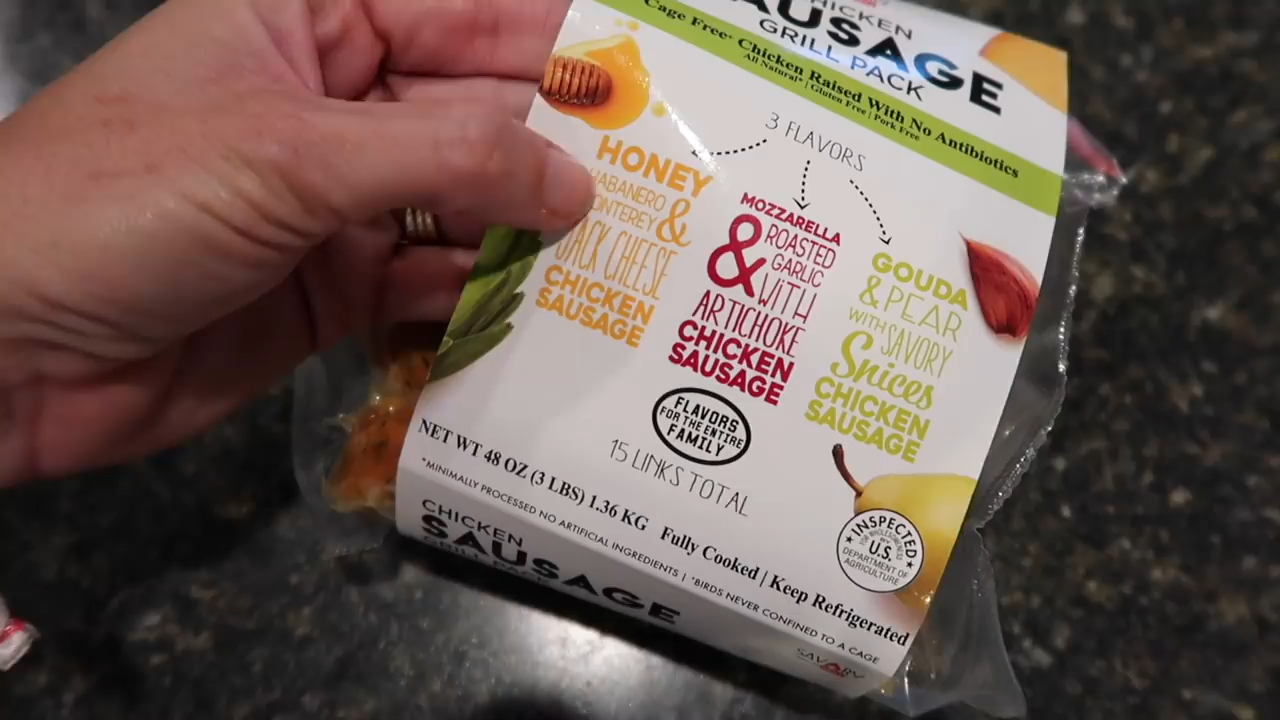 CHICKEN
SAUSAGE
GRILL PACK
Cage Free* Chicken Raised With No Antibiotics
All Natural* | Gluten Free | Pork Free
3 FLAVORS
HONEY
HABANERO
MONTEREY &
JACK CHEESE
CHICKEN
SAUSAGE
MOZZARELLA
& ROASTED
GARLIC
WITH
ARTICHOKE
CHICKEN
SAUSAGE
GOUDA
& PEAR
WITH SAVORY
Spices
CHICKEN
SAUSAGE
FLAVORS
FOR THE ENTIRE
FAMILY
15 LINKS TOTAL
NET WT 48 OZ (3 LBS) 1.36 KG Fully Cooked | Keep Refrigerated
*MINIMALLY PROCESSED NO ARTIFICIAL INGREDIENTS | *BIRDS NEVER CONFINED TO A CAGE
INSPECTED
FOR WHOLESOMENESS
BY
U.S.
DEPARTMENT OF
AGRICULTURE
CHICKEN
SAUSAGE
GRILL PACK